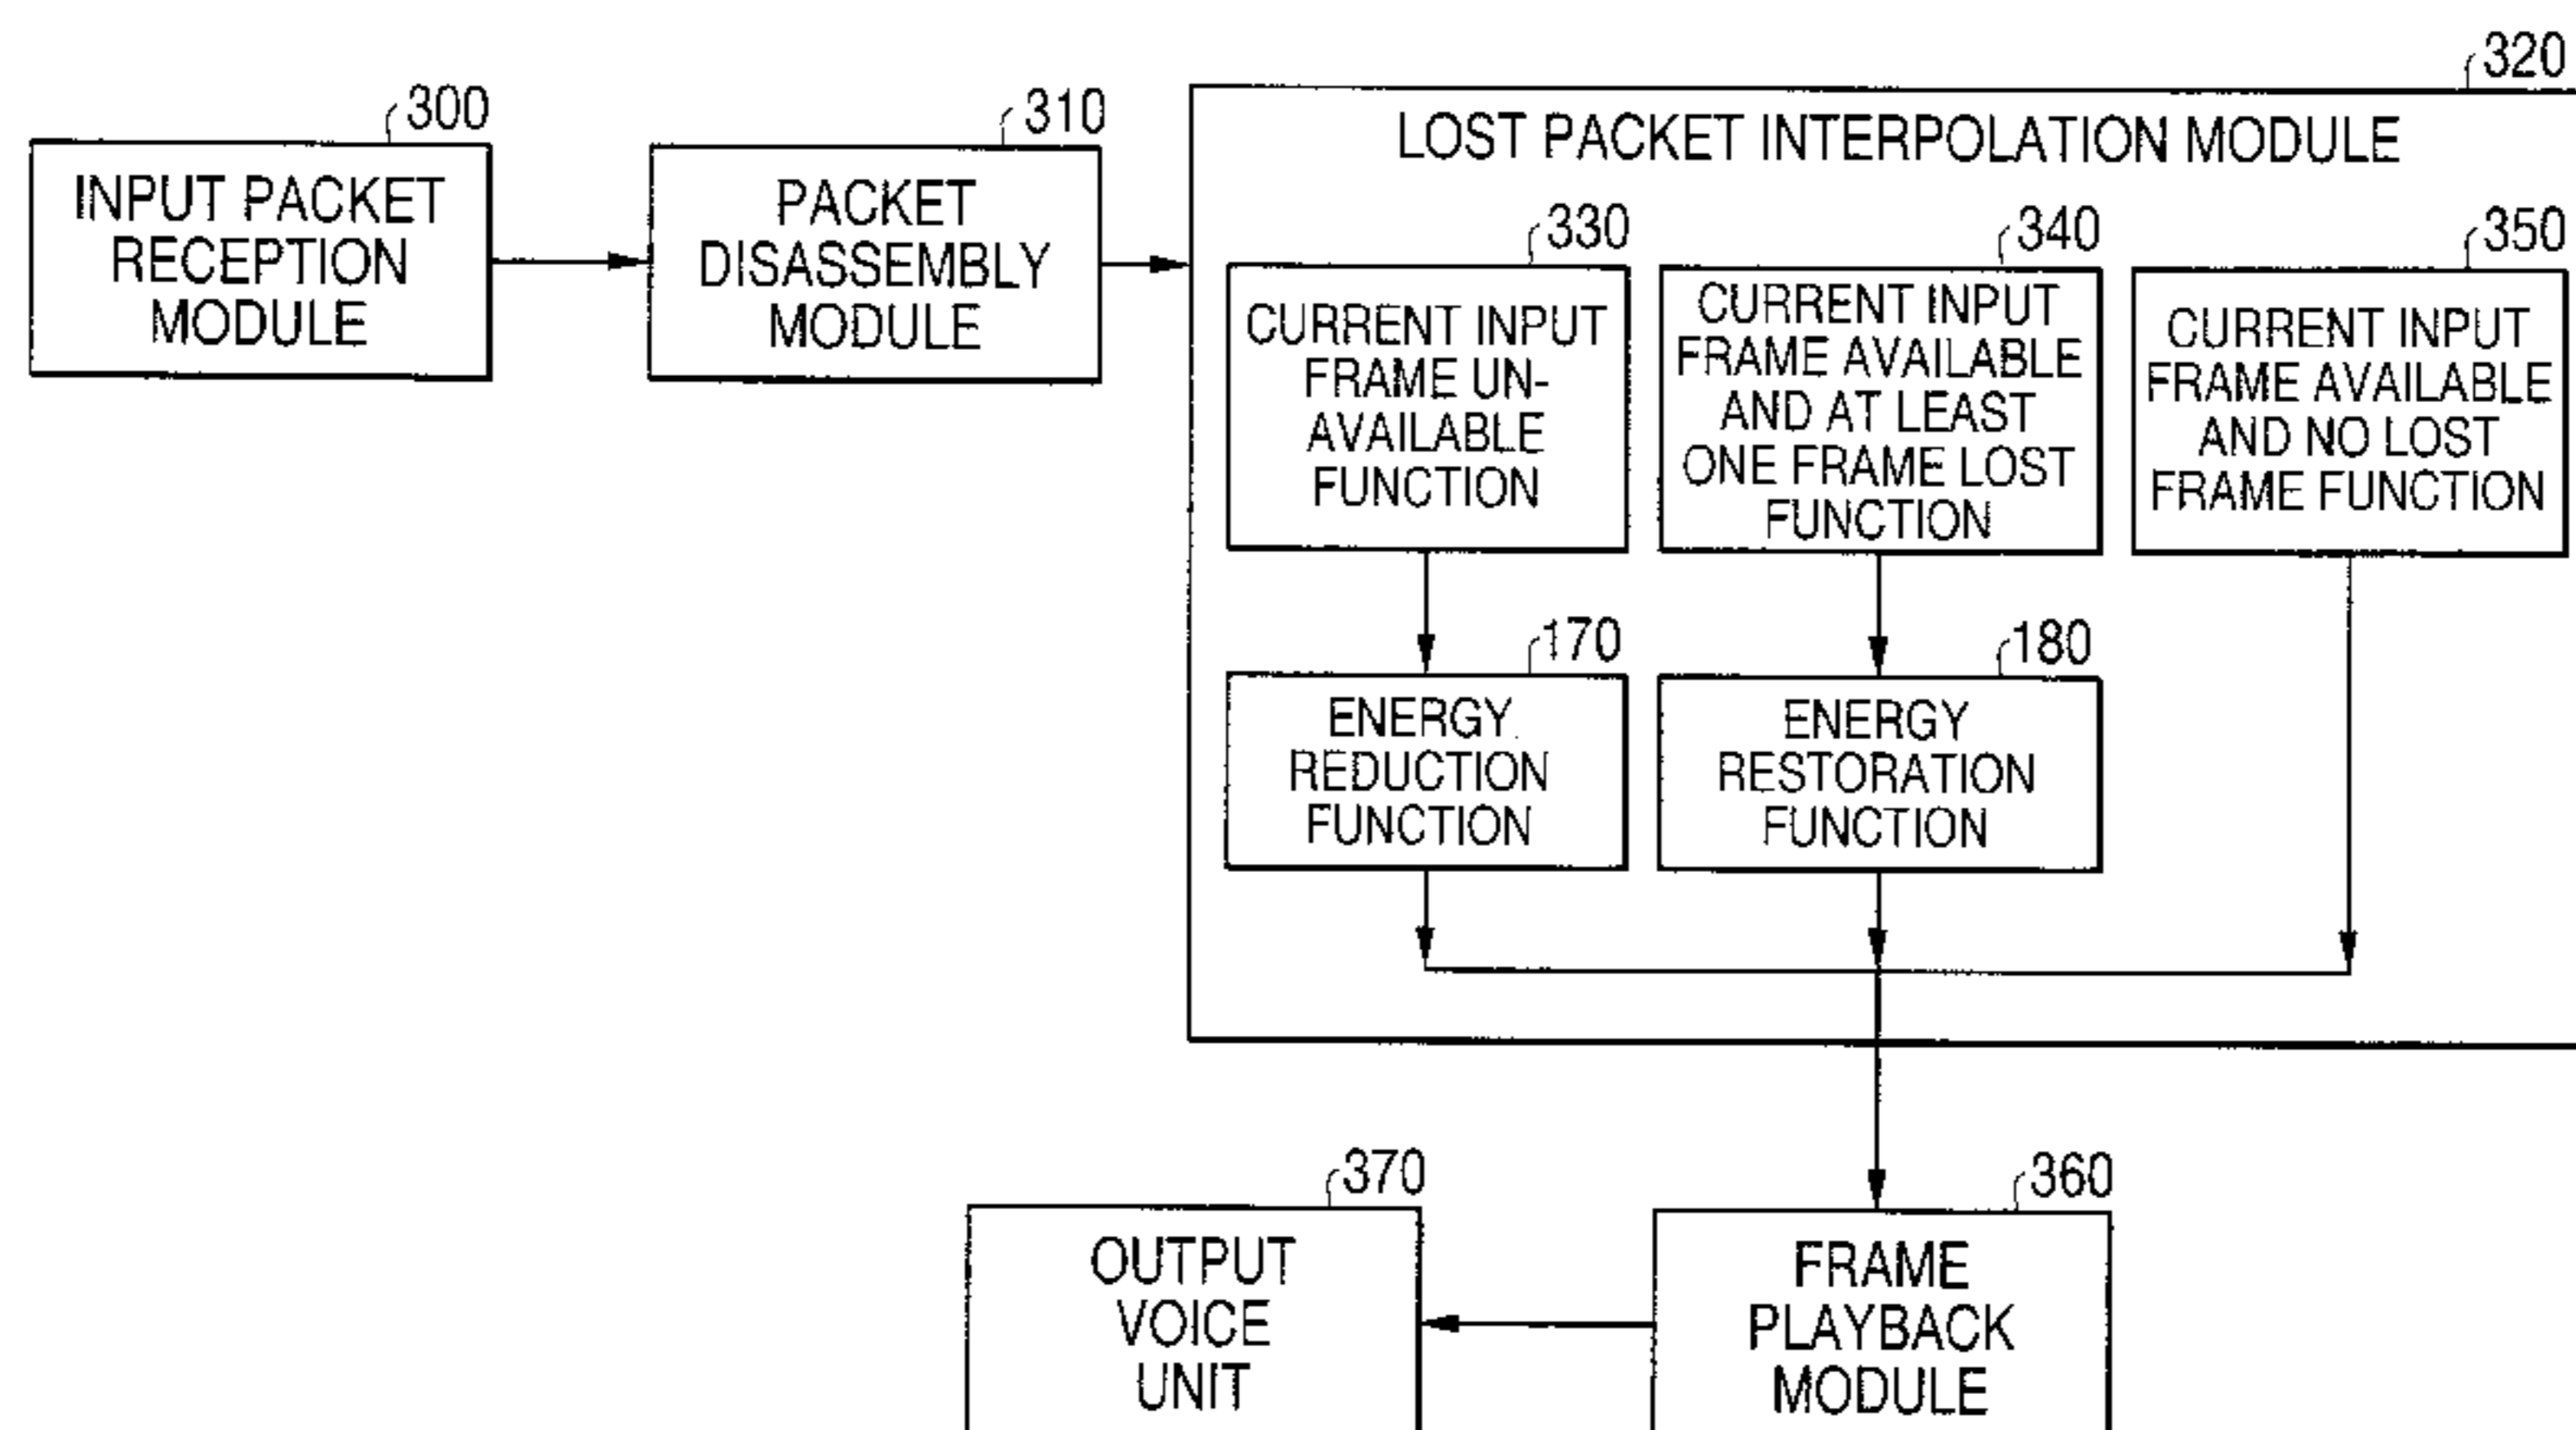 300
INPUT PACKET
RECEPTION
MODULE
310
PACKET
DISASSEMBLY
MODULE
320
LOST PACKET INTERPOLATION MODULE
330
CURRENT INPUT
FRAME UN-
AVAILABLE
FUNCTION
340
CURRENT INPUT
FRAME AVAILABLE
AND AT LEAST
ONE FRAME LOST
FUNCTION
350
CURRENT INPUT
FRAME AVAILABLE
AND NO LOST
FRAME FUNCTION
170
ENERGY
REDUCTION
FUNCTION
180
ENERGY
RESTORATION
FUNCTION
370
OUTPUT
VOICE
UNIT
360
FRAME
PLAYBACK
MODULE